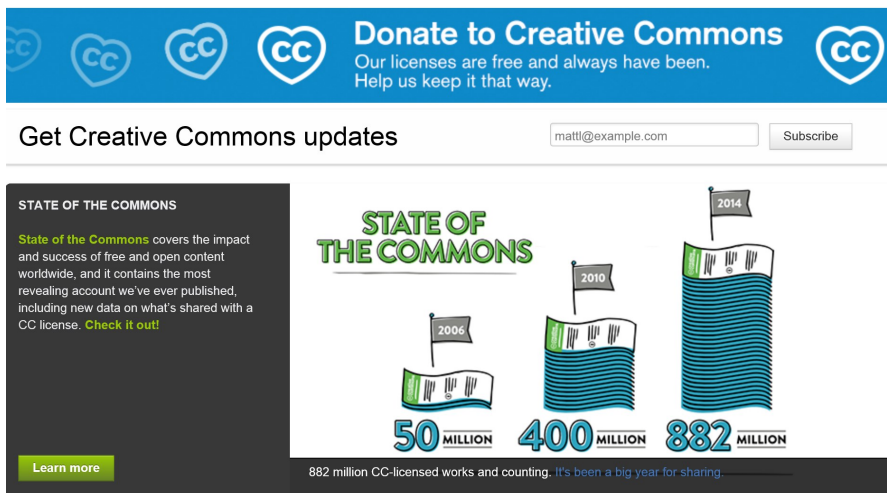 cc cc cc cc
Donate to Creative Commons
Our licenses are free and always have been.
Help us keep it that way.
cc
Get Creative Commons updates
mattl@example.com
Subscribe
STATE OF THE COMMONS
State of the Commons covers the impact
and success of free and open content
worldwide, and it contains the most
revealing account we've ever published,
including new data on what's shared with a
CC license. Check it out!
Learn more
STATE OF
THE COMMONS
2006
2010
2014
50 MILLION
400 MILLION
882 MILLION
882 million CC-licensed works and counting. It's been a big year for sharing.